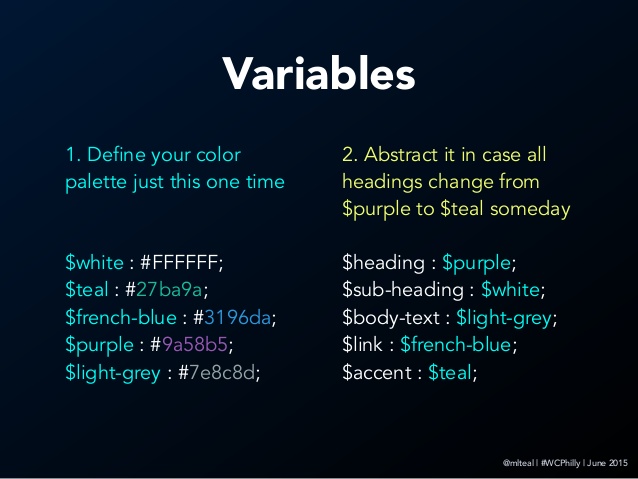 Variables
1. Define your color
palette just this one time
$white : #FFFFFF;
$teal : #27ba9a;
$french-blue : #3196da;
$purple : #9a58b5;
$light-grey : #7e8c8d;
2. Abstract it in case all
headings change from
$purple to $teal someday
$heading : $purple;
$sub-heading : $white;
$body-text : $light-grey;
$link : $french-blue;
$accent : $teal;
@mlteal | #WCPhilly | June 2015